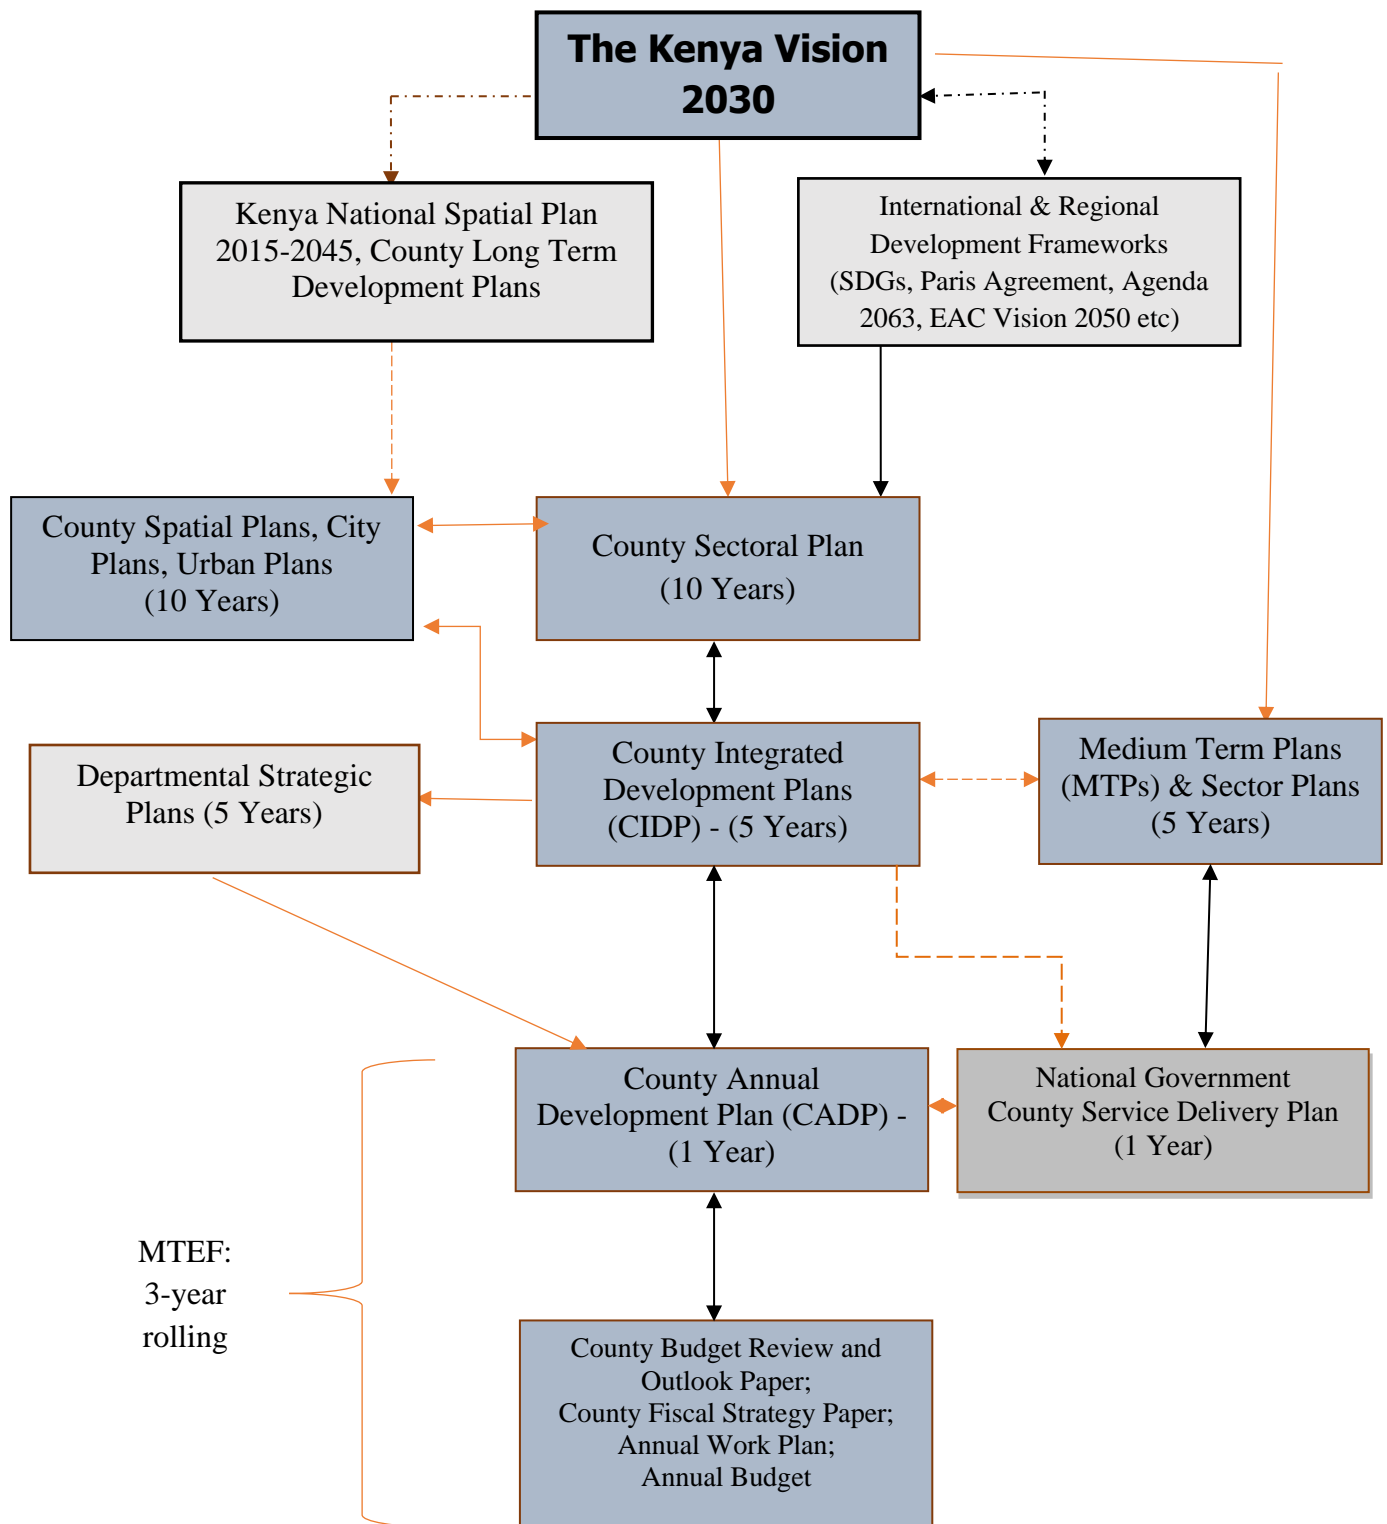 The Kenya Vision
2030
Kenya National Spatial Plan
2015-2045, County Long Term
Development Plans
International & Regional
Development Frameworks
(SDGs, Paris Agreement, Agenda
2063, EAC Vision 2050 etc)
County Spatial Plans, City
Plans, Urban Plans
(10 Years)
County Sectoral Plan
(10 Years)
Departmental Strategic
Plans (5 Years)
County Integrated
Development Plans
(CIDP) - (5 Years)
Medium Term Plans
(MTPs) & Sector Plans
(5 Years)
County Annual
Development Plan (CADP) -
(1 Year)
National Government
County Service Delivery Plan
(1 Year)
MTEF:
3-year
rolling
County Budget Review and
Outlook Paper;
County Fiscal Strategy Paper;
Annual Work Plan;
Annual Budget